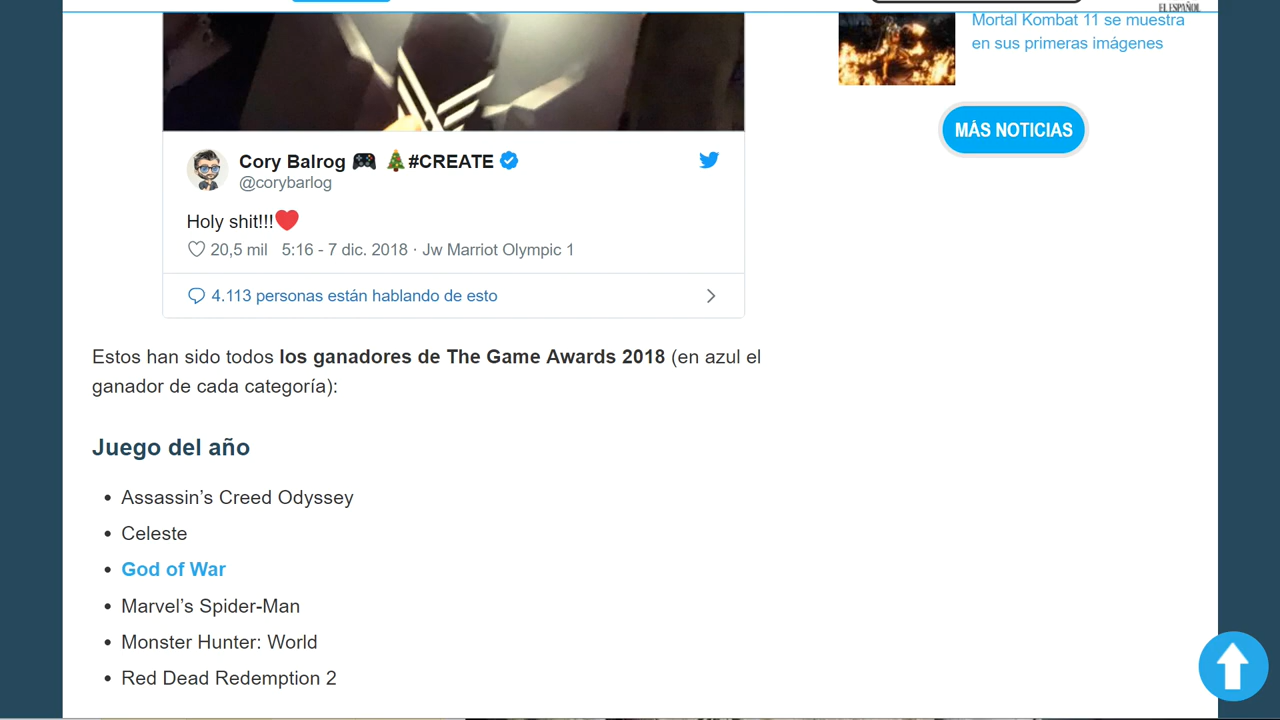 EL ESPAÑOL
Mortal Kombat 11 se muestra
en sus primeras imágenes
MÁS NOTICIAS
Cory Balrog 🎮 🎄#CREATE
@corybarlog
Holy shit!!!❤️
20,5 mil 5:16 - 7 dic. 2018 · Jw Marriot Olympic 1
4.113 personas están hablando de esto
Estos han sido todos los ganadores de The Game Awards 2018 (en azul el
ganador de cada categoría):
Juego del año
• Assassin’s Creed Odyssey
• Celeste
• God of War
• Marvel’s Spider-Man
• Monster Hunter: World
• Red Dead Redemption 2